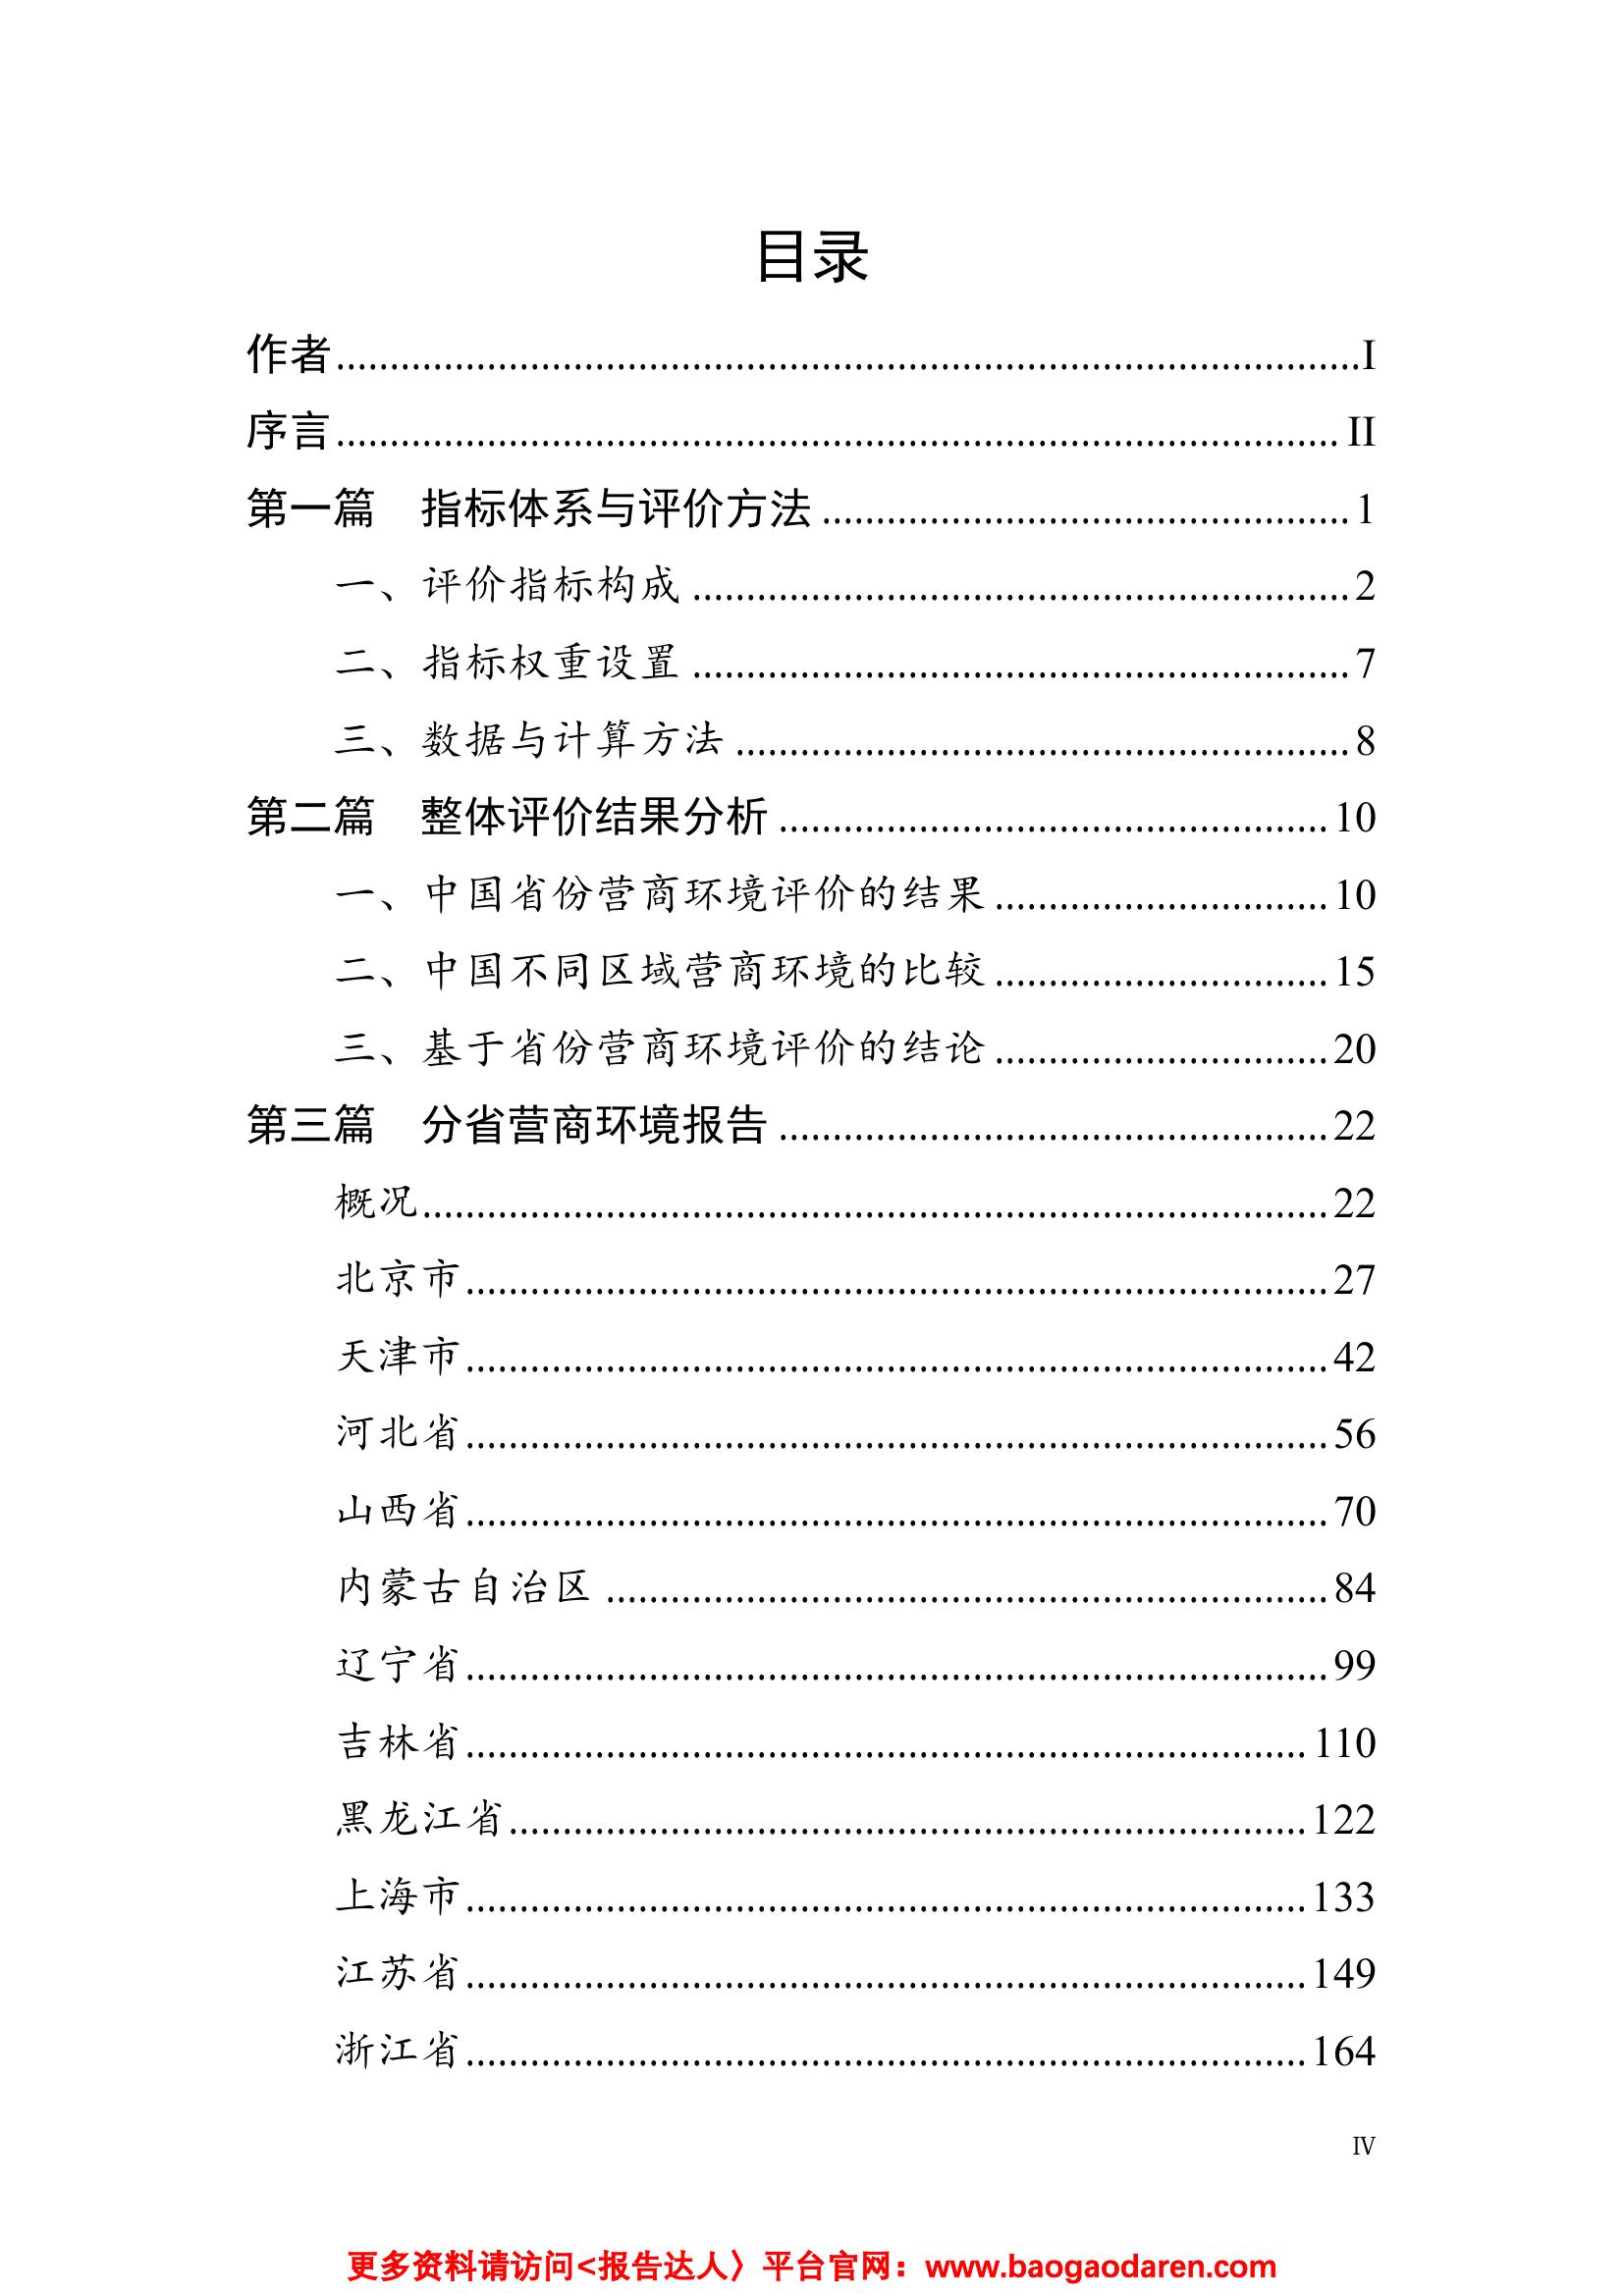 目录
作者........................................................................................I
序言........................................................................................II
第一篇　指标体系与评价方法................................................1
一、评价指标构成............................................................2
二、指标权重设置............................................................7
三、数据与计算方法........................................................8
第二篇　整体评价结果分析..................................................10
一、中国省份营商环境评价的结果..............................10
二、中国不同区域营商环境的比较..............................15
三、基于省份营商环境评价的结论..............................20
第三篇　分省营商环境报告..................................................22
概况..................................................................................22
北京市..............................................................................27
天津市..............................................................................42
河北省..............................................................................56
山西省..............................................................................70
内蒙古自治区..................................................................84
辽宁省..............................................................................99
吉林省............................................................................110
黑龙江省........................................................................122
上海市............................................................................133
江苏省............................................................................149
浙江省............................................................................164
IV
更多资料请访问<报告达人〉平台官网：www.baogaodaren.com